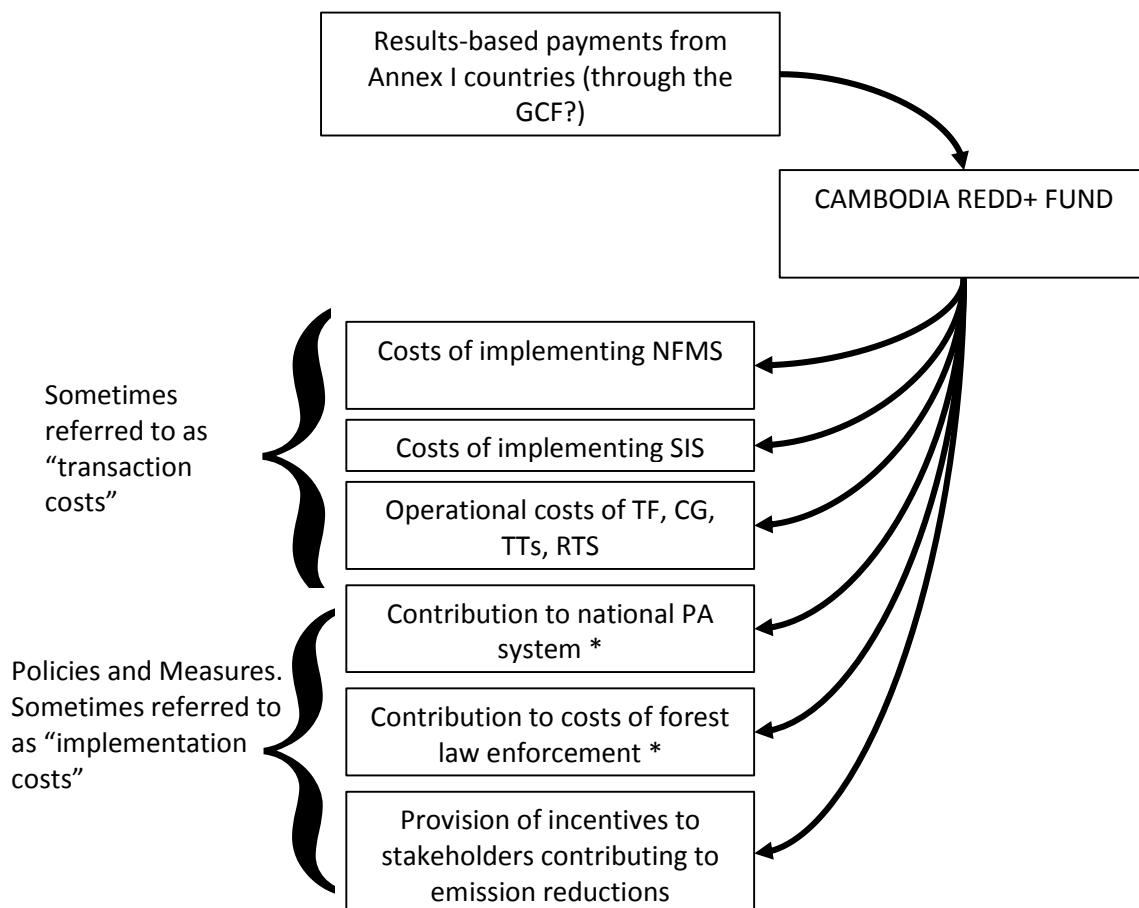 Results-based payments from
Annex I countries (through the
GCF?)
CAMBODIA REDD+ FUND
Costs of implementing NFMS
Sometimes
referred to as
“transaction
costs”
Costs of implementing SIS
Operational costs of TF, CG,
TTs, RTS
Contribution to national PA
system *
Policies and Measures.
Sometimes referred to
as “implementation
costs”
Contribution to costs of forest
law enforcement *
Provision of incentives to
stakeholders contributing to
emission reductions